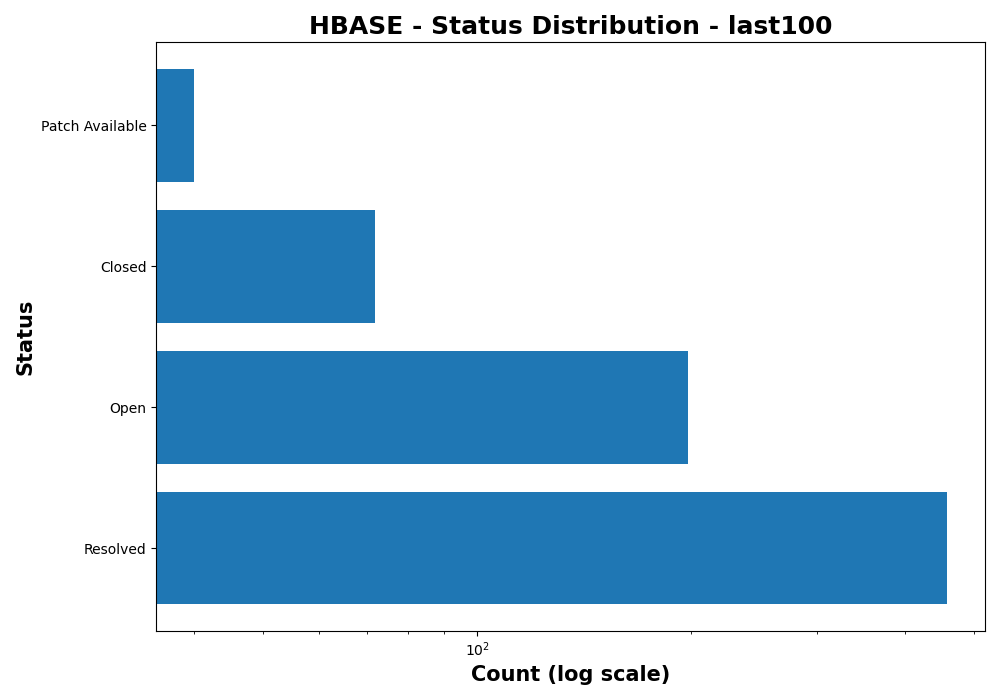 HBASE - Status Distribution - last100
Patch Available
Closed
Open
Resolved
Status
10²
Count (log scale)